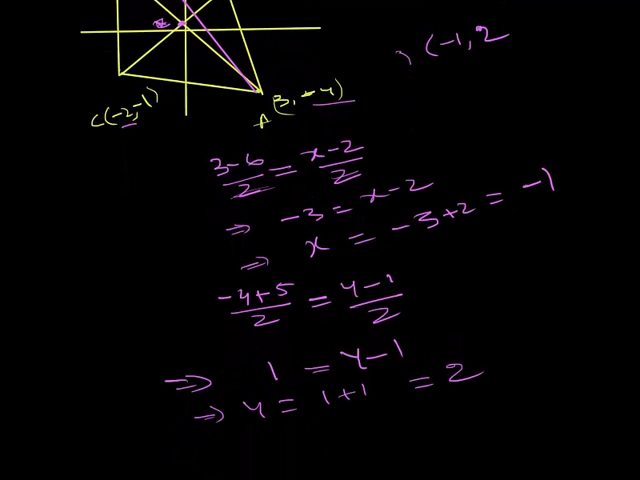 ) (-1, 2
C(-2,-1)
A (3, -4)
3-6/2 = x-2/2
⇒ -3 = x-2
⇒ x = -3+2 = -1
-4+5/2 = y-1/2
⇒ 1 = y-1
⇒ y = 1+1 = 2